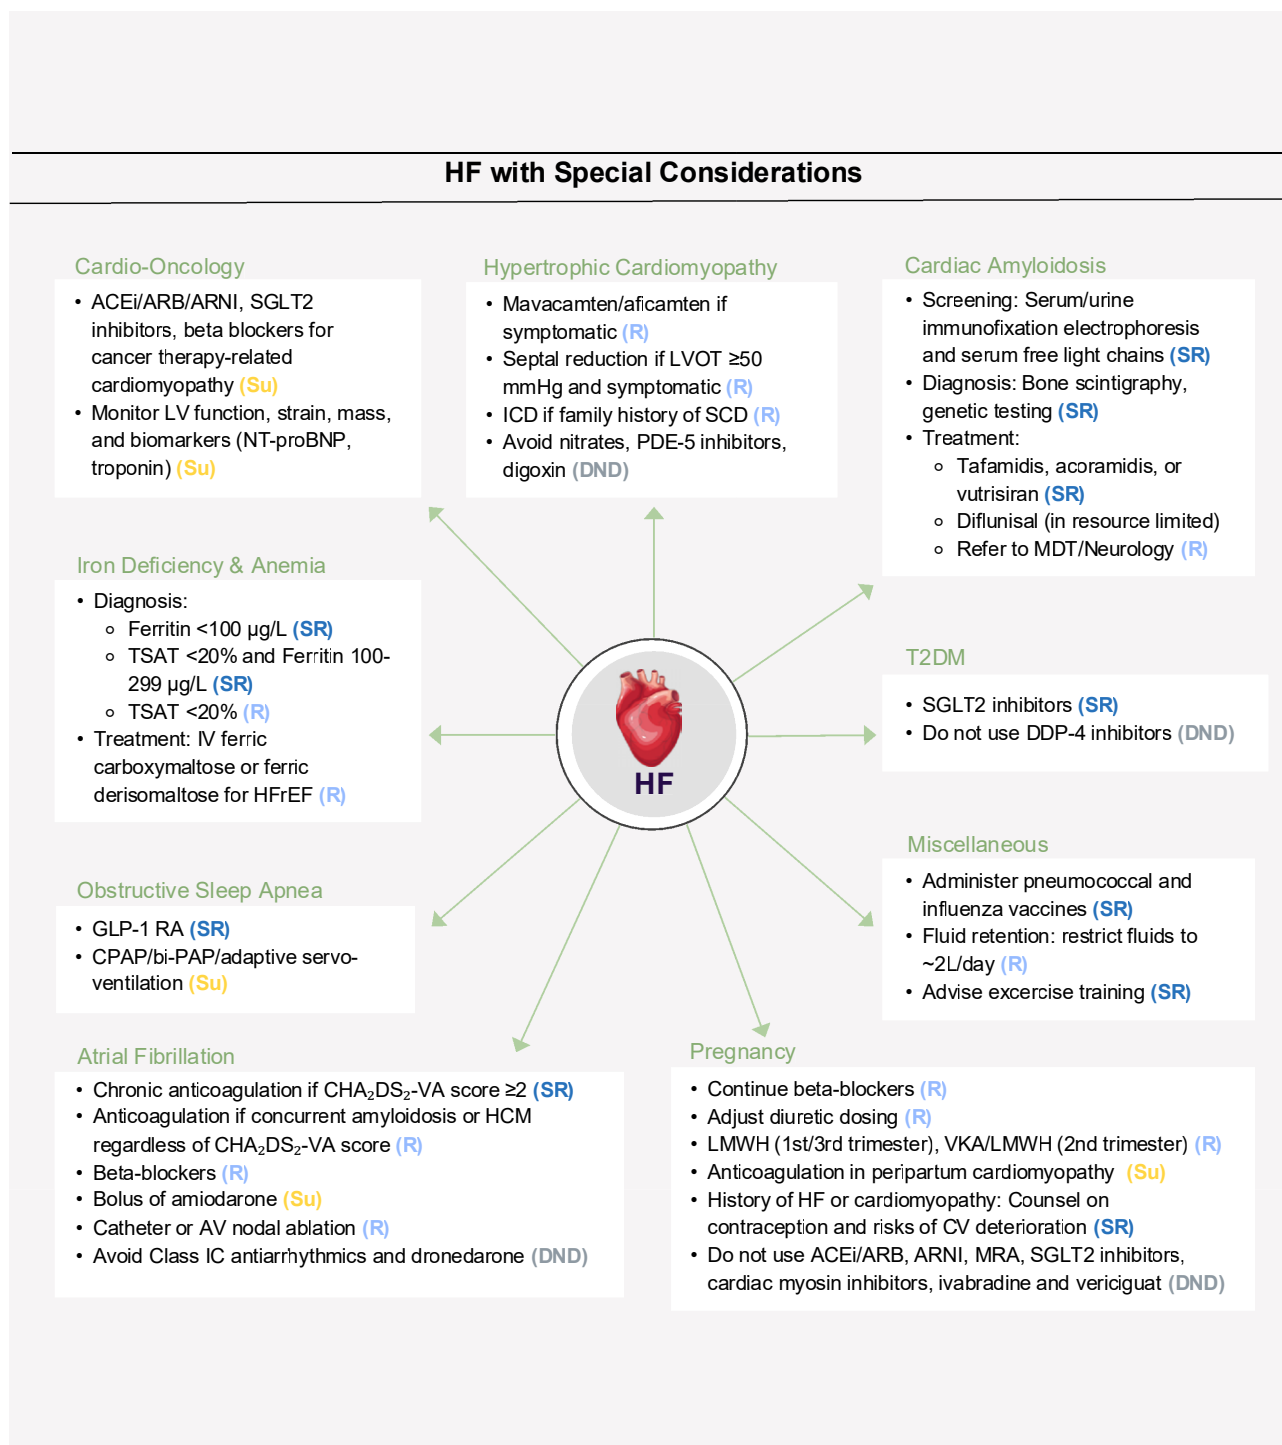 HF with Special Considerations
Cardio-Oncology
• ACEi/ARB/ARNI, SGLT2
inhibitors, beta blockers for
cancer therapy-related
cardiomyopathy (Su)
• Monitor LV function, strain, mass,
and biomarkers (NT-proBNP,
troponin) (Su)
Hypertrophic Cardiomyopathy
• Mavacamten/aficamten if
symptomatic (R)
• Septal reduction if LVOT ≥50
mmHg and symptomatic (R)
• ICD if family history of SCD (R)
• Avoid nitrates, PDE-5 inhibitors,
digoxin (DND)
Cardiac Amyloidosis
• Screening: Serum/urine
immunofixation electrophoresis
and serum free light chains (SR)
• Diagnosis: Bone scintigraphy,
genetic testing (SR)
• Treatment:
o Tafamidis, acoramidis, or
vutrisiran (SR)
o Diflunisal (in resource limited)
o Refer to MDT/Neurology (R)
Iron Deficiency & Anemia
• Diagnosis:
o Ferritin <100 µg/L (SR)
o TSAT <20% and Ferritin 100-
299 µg/L (SR)
o TSAT <20% (R)
• Treatment: IV ferric
carboxymaltose or ferric
derisomaltose for HFrEF (R)
HF
T2DM
• SGLT2 inhibitors (SR)
• Do not use DDP-4 inhibitors (DND)
Miscellaneous
• Administer pneumococcal and
influenza vaccines (SR)
• Fluid retention: restrict fluids to
~2L/day (R)
• Advise excercise training (SR)
Obstructive Sleep Apnea
• GLP-1 RA (SR)
• CPAP/bi-PAP/adaptive servo-
ventilation (Su)
Atrial Fibrillation
• Chronic anticoagulation if CHA₂DS₂-VA score ≥2 (SR)
• Anticoagulation if concurrent amyloidosis or HCM
regardless of CHA₂DS₂-VA score (R)
• Beta-blockers (R)
• Bolus of amiodarone (Su)
• Catheter or AV nodal ablation (R)
• Avoid Class IC antiarrhythmics and dronedarone (DND)
Pregnancy
• Continue beta-blockers (R)
• Adjust diuretic dosing (R)
• LMWH (1st/3rd trimester), VKA/LMWH (2nd trimester) (R)
• Anticoagulation in peripartum cardiomyopathy (Su)
• History of HF or cardiomyopathy: Counsel on
contraception and risks of CV deterioration (SR)
• Do not use ACEi/ARB, ARNI, MRA, SGLT2 inhibitors,
cardiac myosin inhibitors, ivabradine and vericiguat (DND)